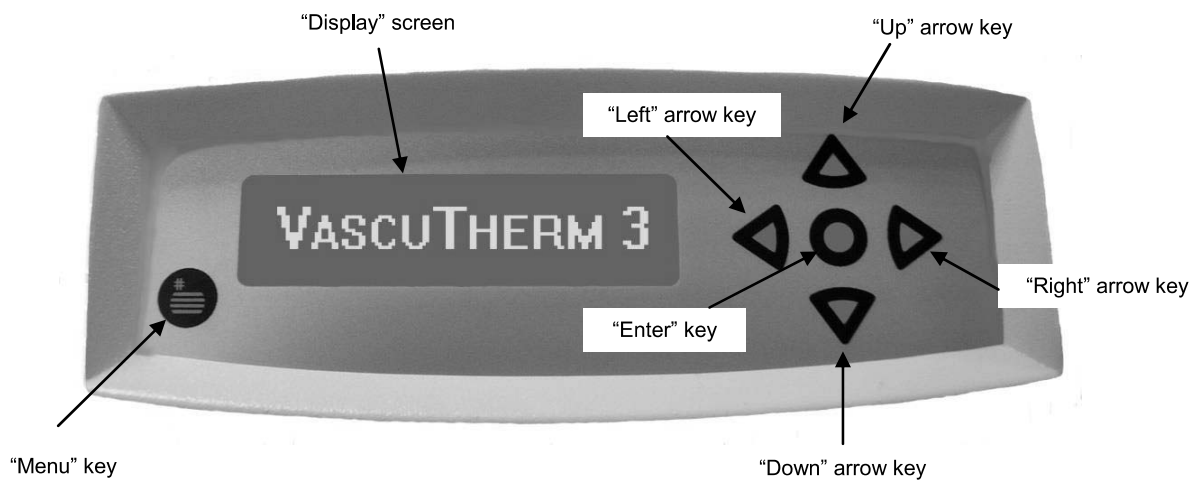 “Display” screen
“Up” arrow key
“Left” arrow key
VASCUTHERM 3
“Right” arrow key
#
“Enter” key
“Menu” key
“Down” arrow key